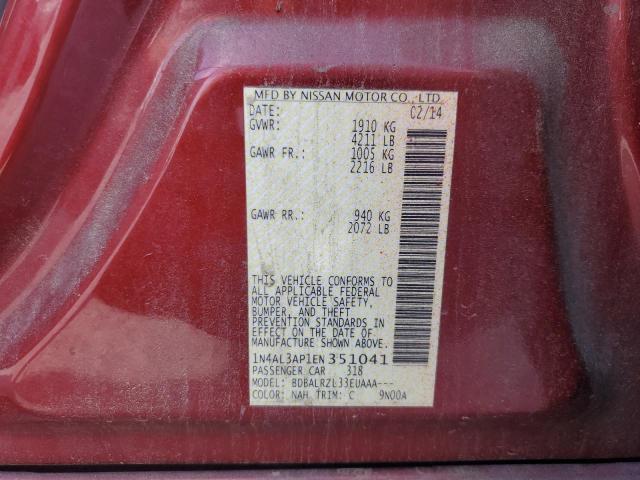 MFD BY NISSAN MOTOR CO., LTD.
DATE: 02/14
GVWR: 1910 KG
4211 LB
GAWR FR.: 1005 KG
2216 LB
GAWR RR.: 940 KG
2072 LB
THIS VEHICLE CONFORMS TO
ALL APPLICABLE FEDERAL
MOTOR VEHICLE SAFETY,
BUMPER, AND THEFT
PREVENTION STANDARDS IN
EFFECT ON THE DATE OF
MANUFACTURE SHOWN ABOVE.
1N4AL3AP1EN351041
PASSENGER CAR 318
MODEL: BDBALRZL33EUAAA---
COLOR: NAH TRIM: C 9N00A